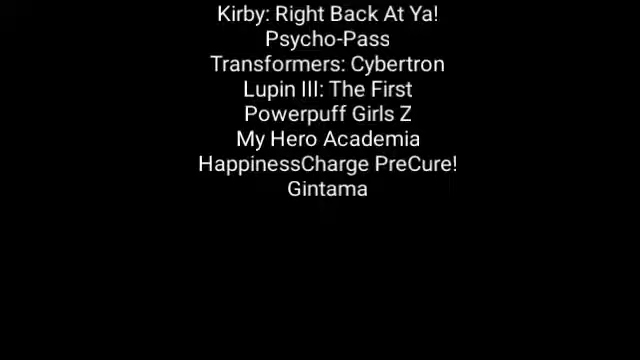 Kirby: Right Back At Ya!
Psycho-Pass
Transformers: Cybertron
Lupin III: The First
Powerpuff Girls Z
My Hero Academia
HappinessCharge PreCure!
Gintama